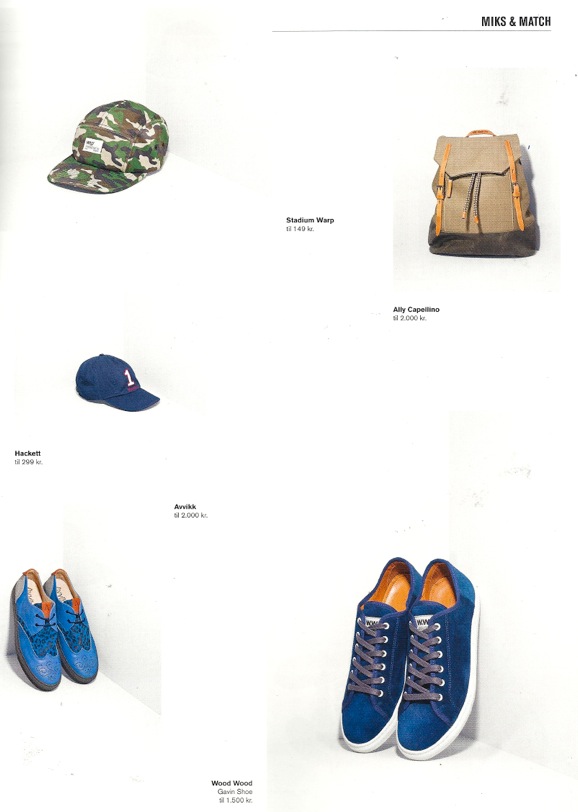 MIKS & MATCH
Stadium Warp
til 149 kr.
Ally Capellino
til 2.000 kr.
1
Hackett
til 299 kr.
Avvikk
til 2.000 kr.
Wood Wood
Gavin Shoe
til 1.500 kr.